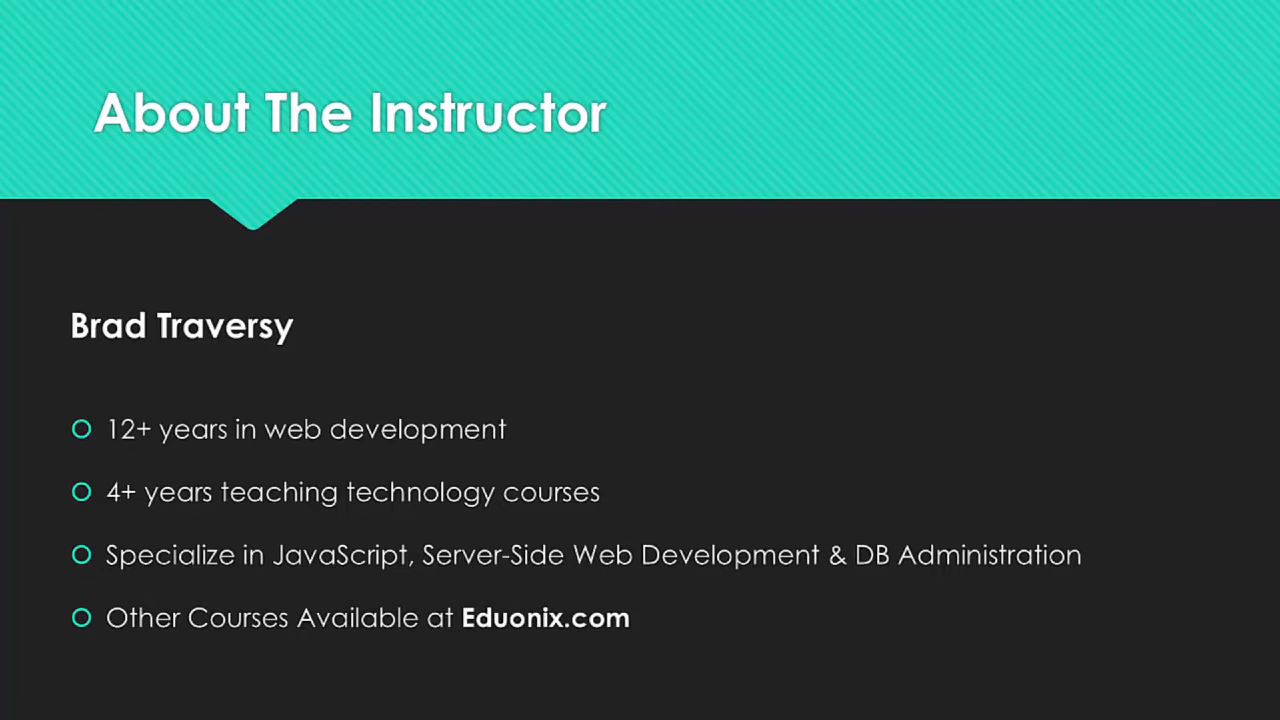 About The Instructor
Brad Traversy
12+ years in web development
4+ years teaching technology courses
Specialize in JavaScript, Server-Side Web Development & DB Administration
Other Courses Available at Eduonix.com